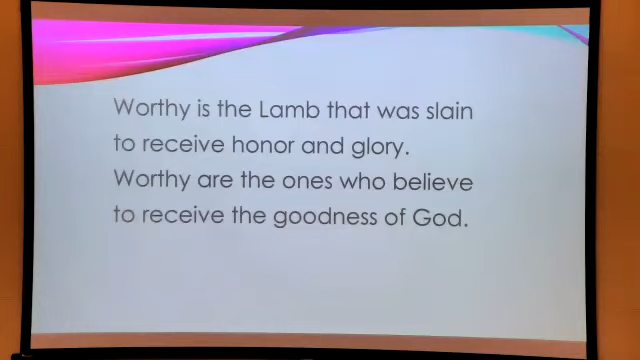 Worthy is the Lamb that was slain
to receive honor and glory.
Worthy are the ones who believe
to receive the goodness of God.